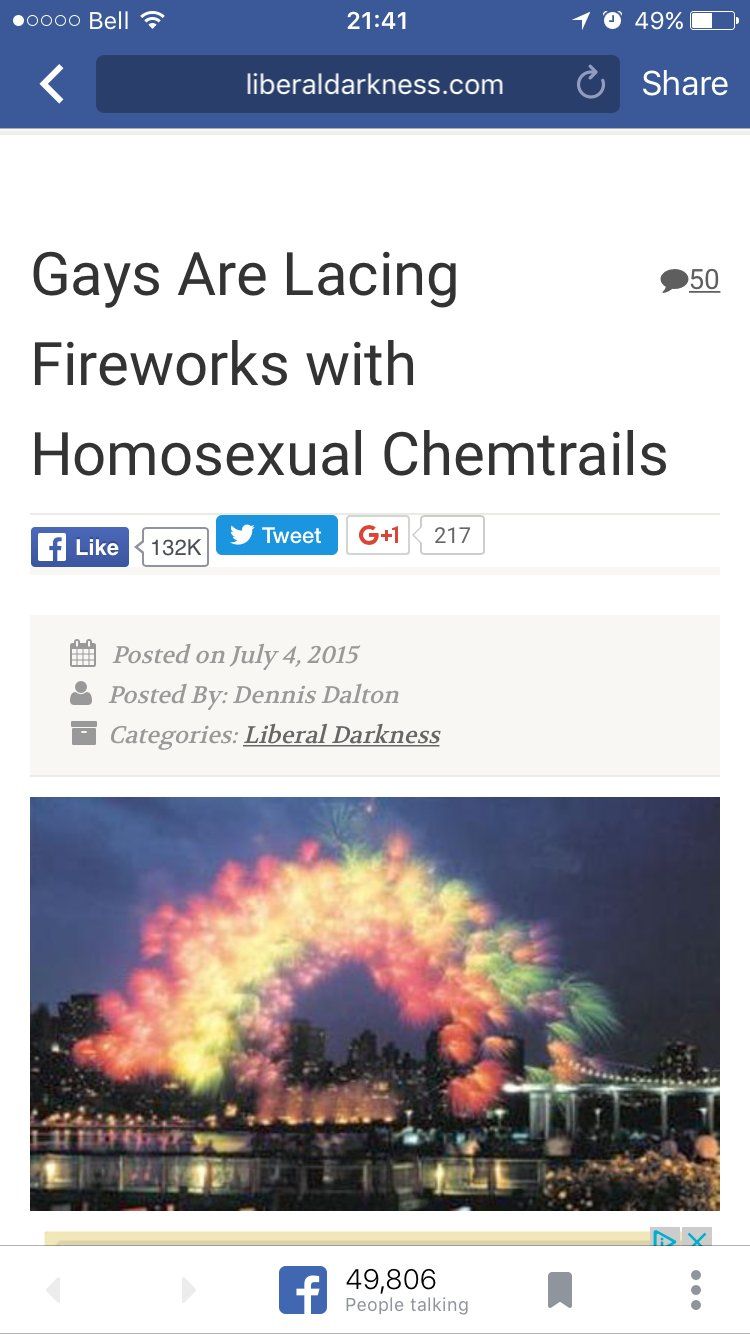 Bell 21:41 49%
liberaldarkness.com Share
Gays Are Lacing 50
Fireworks with
Homosexual Chemtrails
Like 132K Tweet G+1 217
Posted on July 4, 2015
Posted By: Dennis Dalton
Categories: Liberal Darkness
49,806
People talking